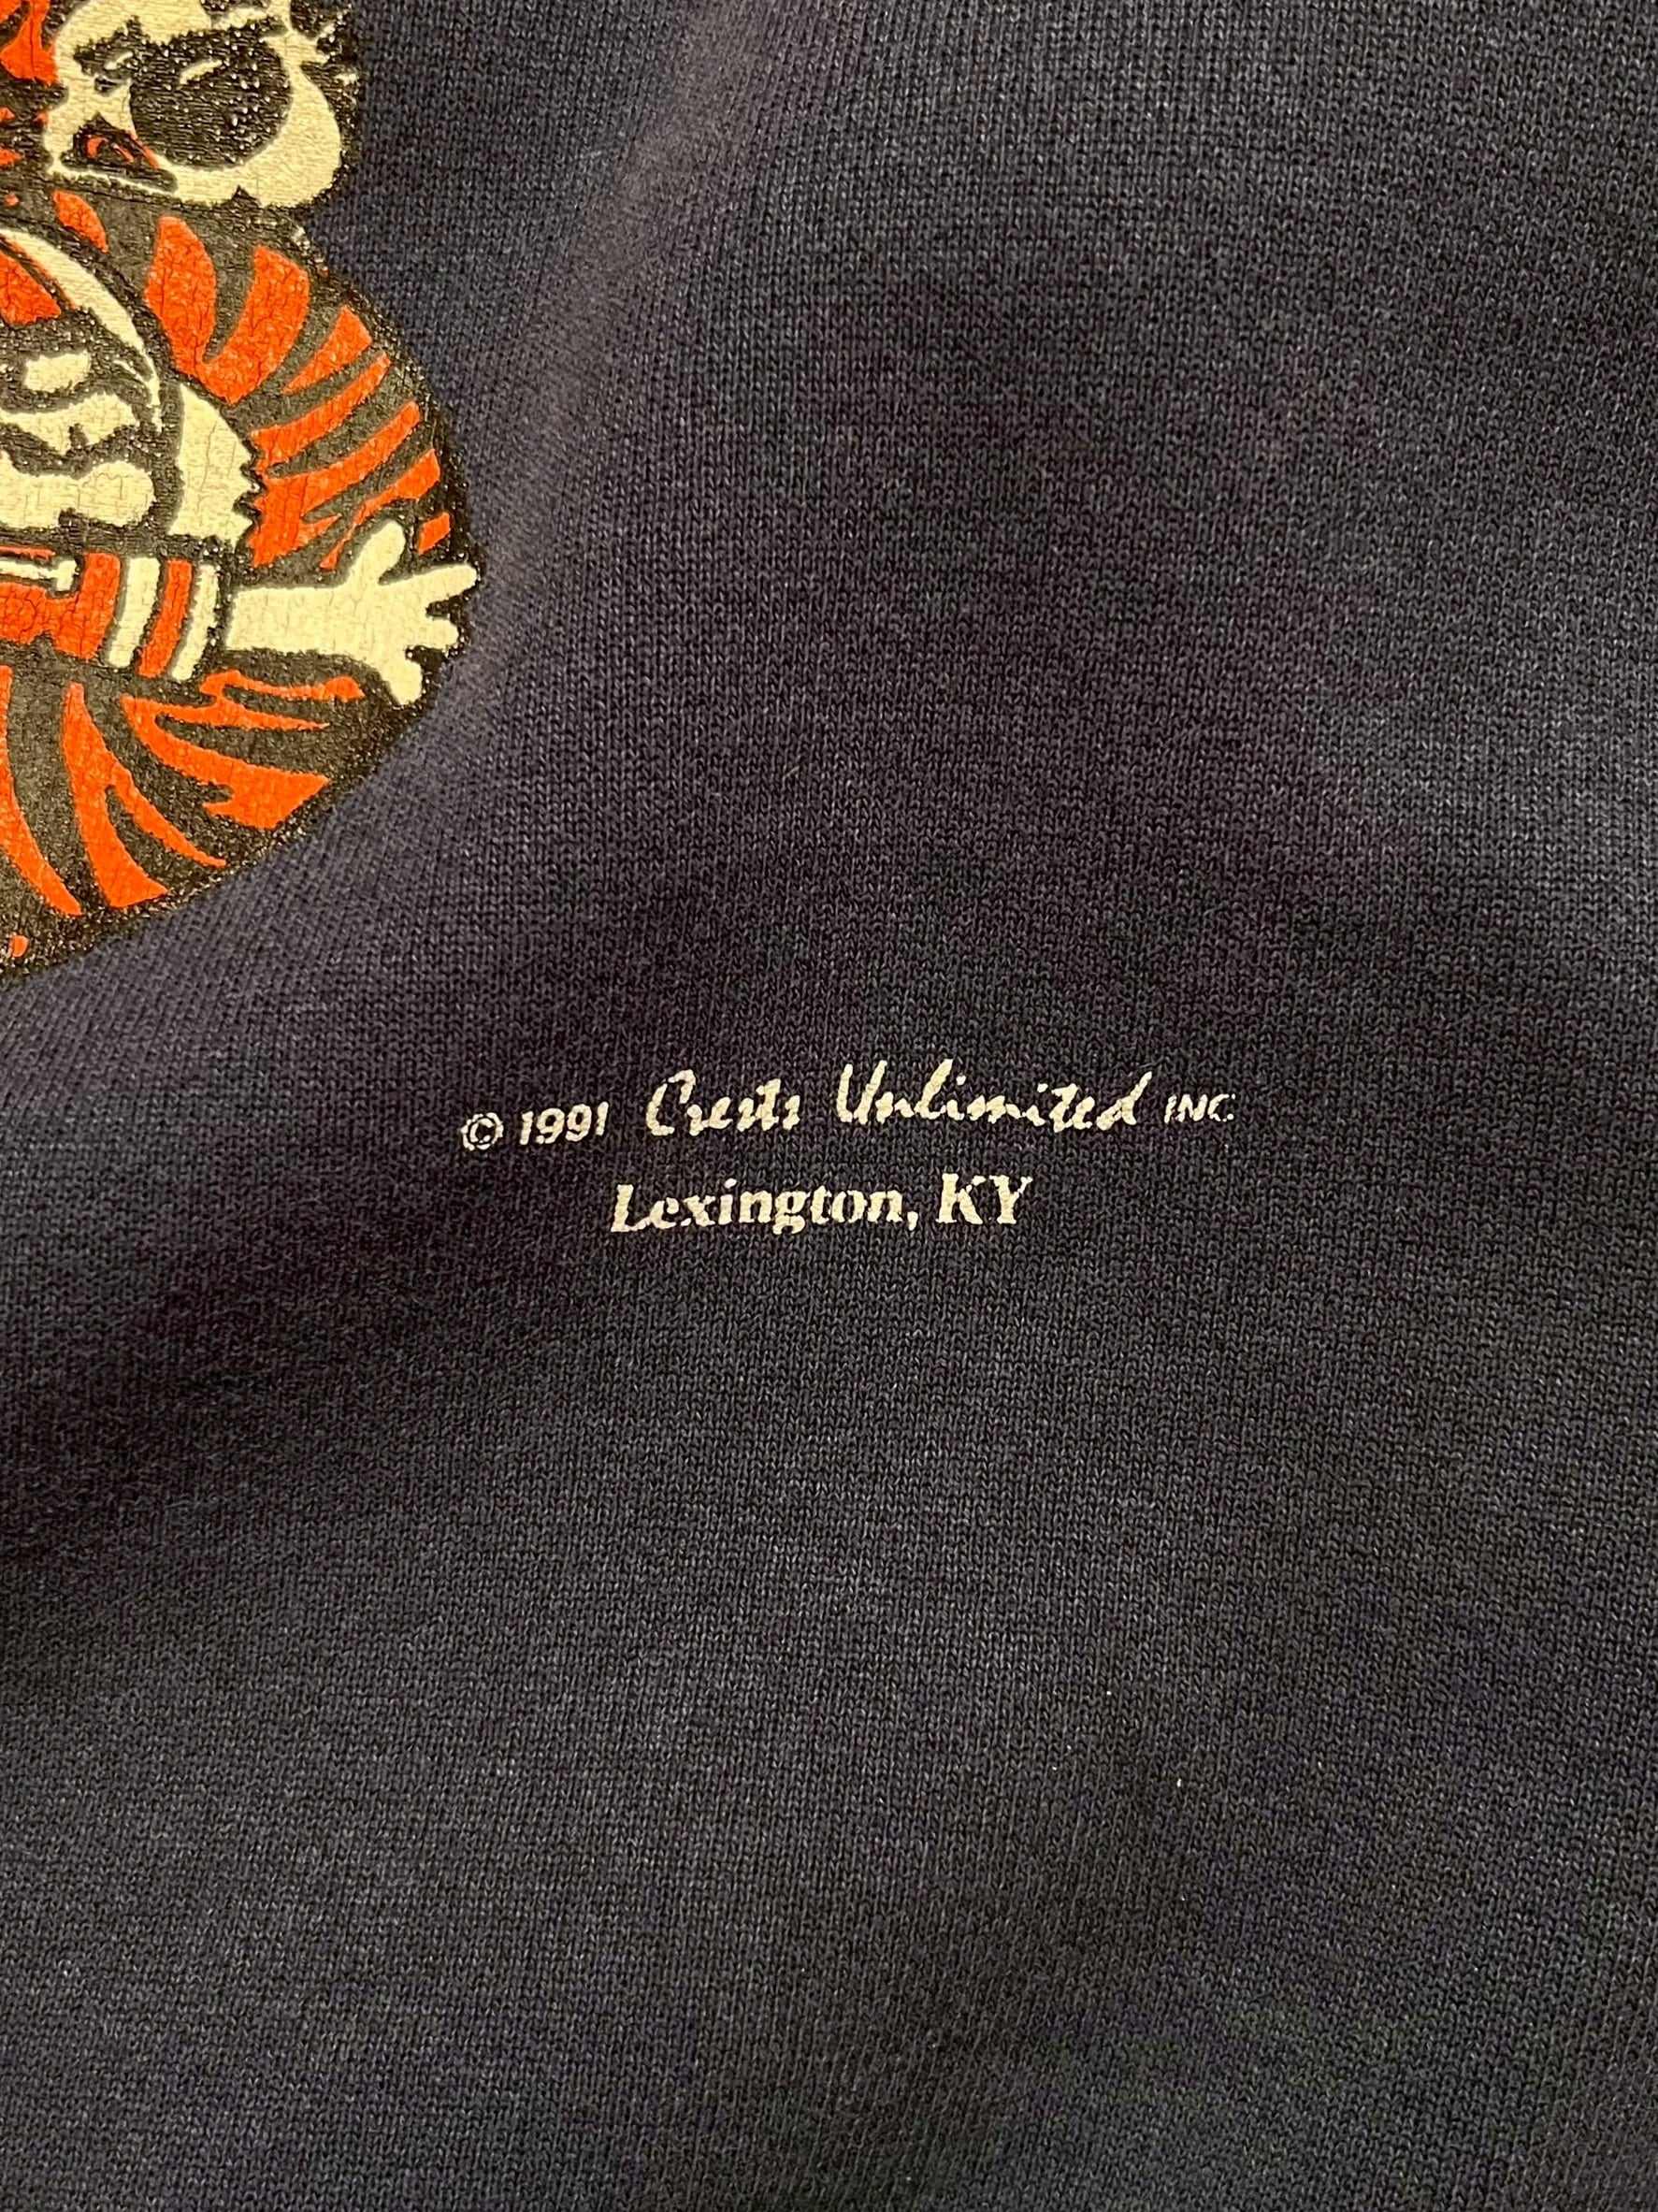 © 1991 Crests Unlimited INC
Lexington, KY